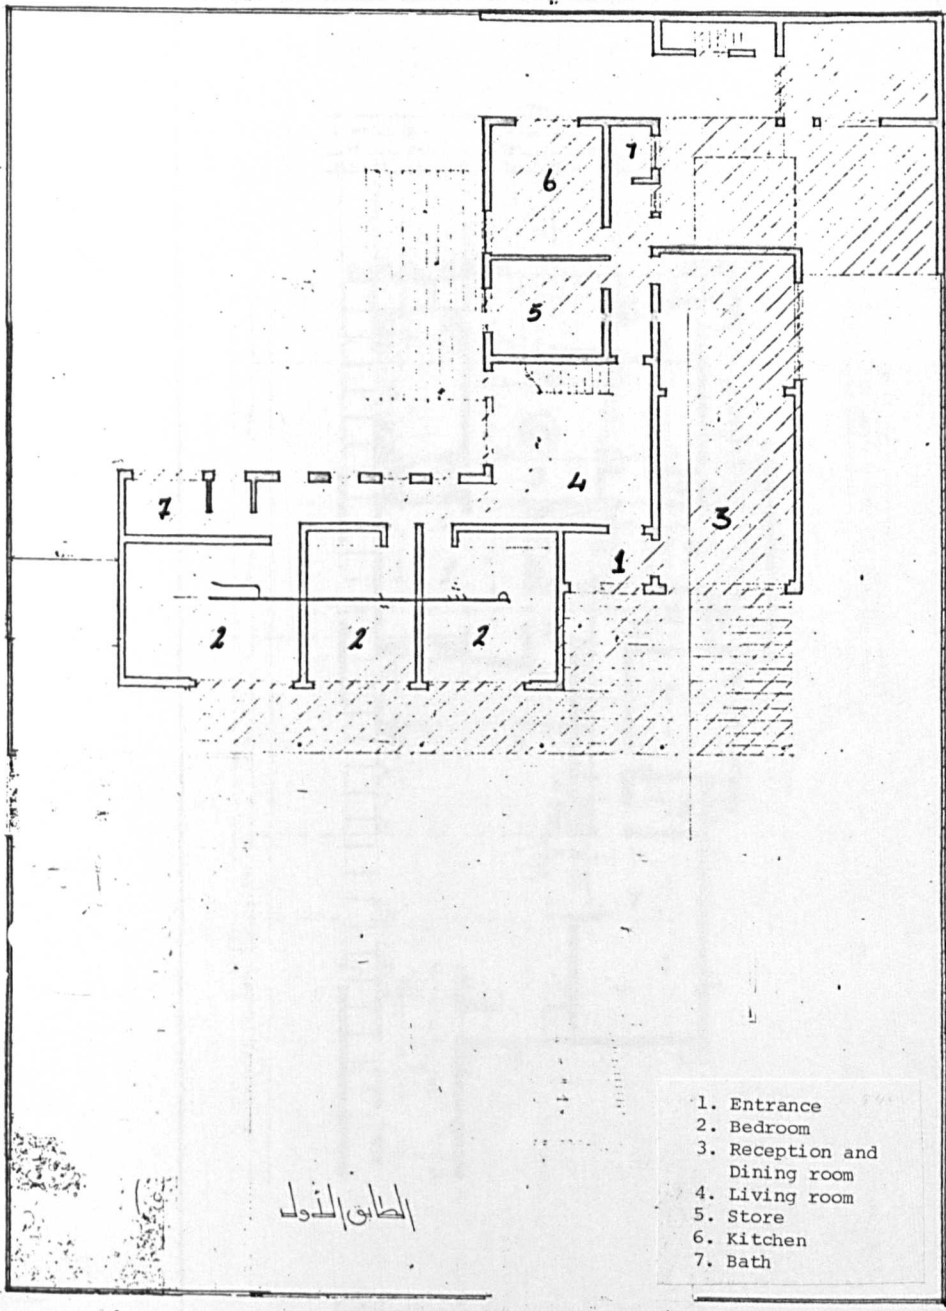 7
6
5
4
7
3
1
2 2 2
الطابق الأول
1. Entrance
2. Bedroom
3. Reception and
Dining room
4. Living room
5. Store
6. Kitchen
7. Bath